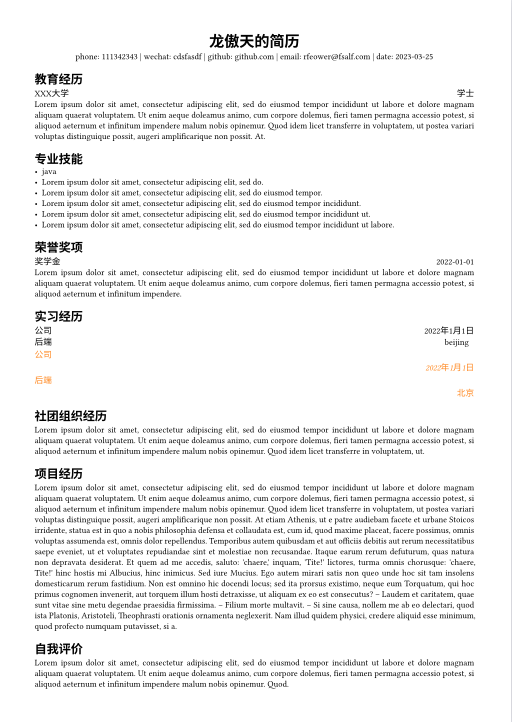 龙傲天的简历
phone: 111342343 | wechat: cdsfasdf | github: github.com | email: rfeower@fsalf.com | date: 2023-03-25
教育经历
XXX大学 学士
Lorem ipsum dolor sit amet, consectetur adipiscing elit, sed do eiusmod tempor incididunt ut labore et dolore magnam
aliquam quaerat voluptatem. Ut enim aeque doleamus animo, cum corpore dolemus, fieri tamen permagna accessio potest, si
aliquod aeternum et infinitum impendere malum nobis opinemur. Quod idem licet transferre in voluptatem, ut postea variari
voluptas distinguique possit, augeri amplificarique non possit. At.
专业技能
• java
• Lorem ipsum dolor sit amet, consectetur adipiscing elit, sed do.
• Lorem ipsum dolor sit amet, consectetur adipiscing elit, sed do eiusmod tempor.
• Lorem ipsum dolor sit amet, consectetur adipiscing elit, sed do eiusmod tempor incididunt.
• Lorem ipsum dolor sit amet, consectetur adipiscing elit, sed do eiusmod tempor incididunt ut.
• Lorem ipsum dolor sit amet, consectetur adipiscing elit, sed do eiusmod tempor incididunt ut labore.
荣誉奖项
奖学金 2022-01-01
Lorem ipsum dolor sit amet, consectetur adipiscing elit, sed do eiusmod tempor incididunt ut labore et dolore magnam
aliquam quaerat voluptatem. Ut enim aeque doleamus animo, cum corpore dolemus, fieri tamen permagna accessio potest, si
aliquod aeternum et infinitum impendere.
实习经历
公司 2022年1月1日
后端 beijing
公司
2022年1月1日
后端
北京
社团组织经历
Lorem ipsum dolor sit amet, consectetur adipiscing elit, sed do eiusmod tempor incididunt ut labore et dolore magnam
aliquam quaerat voluptatem. Ut enim aeque doleamus animo, cum corpore dolemus, fieri tamen permagna accessio potest, si
aliquod aeternum et infinitum impendere malum nobis opinemur. Quod idem licet transferre in voluptatem, ut.
项目经历
Lorem ipsum dolor sit amet, consectetur adipiscing elit, sed do eiusmod tempor incididunt ut labore et dolore magnam
aliquam quaerat voluptatem. Ut enim aeque doleamus animo, cum corpore dolemus, fieri tamen permagna accessio potest, si
aliquod aeternum et infinitum impendere malum nobis opinemur. Quod idem licet transferre in voluptatem, ut postea variari
voluptas distinguique possit, augeri amplificarique non possit. At etiam Athenis, ut e patre audiebam facete et urbane Stoicos
irridente, statua est in quo a nobis philosophia defensa et collaudata est, cum id, quod maxime placeat, facere possimus, omnis
voluptas assumenda est, omnis dolor repellendus. Temporibus autem quibusdam et aut officiis debitis aut rerum necessitatibus
saepe eveniet, ut et voluptates repudiandae sint et molestiae non recusandae. Itaque earum rerum defuturum, quas natura
non depravata desiderat. Et quem ad me accedis, saluto: 'chaere,' inquam, 'Tite!' lictores, turma omnis chorusque: 'chaere,
Tite!' hinc hostis mi Albucius, hinc inimicus. Sed iure Mucius. Ego autem mirari satis non queo unde hoc sit tam insolens
domesticarum rerum fastidium. Non est omnino hic docendi locus; sed ita prorsus existimo, neque eum Torquatum, qui hoc
primus cognomen invenerit, aut torquem illum hosti detraxisse, ut aliquam ex eo est consecutus? – Laudem et caritatem, quae
sunt vitae sine metu degendae praesidia firmissima. – Filium morte multavit. – Si sine causa, nollem me ab eo delectari, quod
ista Platonis, Aristoteli, Theophrasti orationis ornamenta neglexerit. Nam illud quidem physici, credere aliquid esse minimum,
quod profecto numquam putavisset, si a.
自我评价
Lorem ipsum dolor sit amet, consectetur adipiscing elit, sed do eiusmod tempor incididunt ut labore et dolore magnam
aliquam quaerat voluptatem. Ut enim aeque doleamus animo, cum corpore dolemus, fieri tamen permagna accessio potest, si
aliquod aeternum et infinitum impendere malum nobis opinemur. Quod.